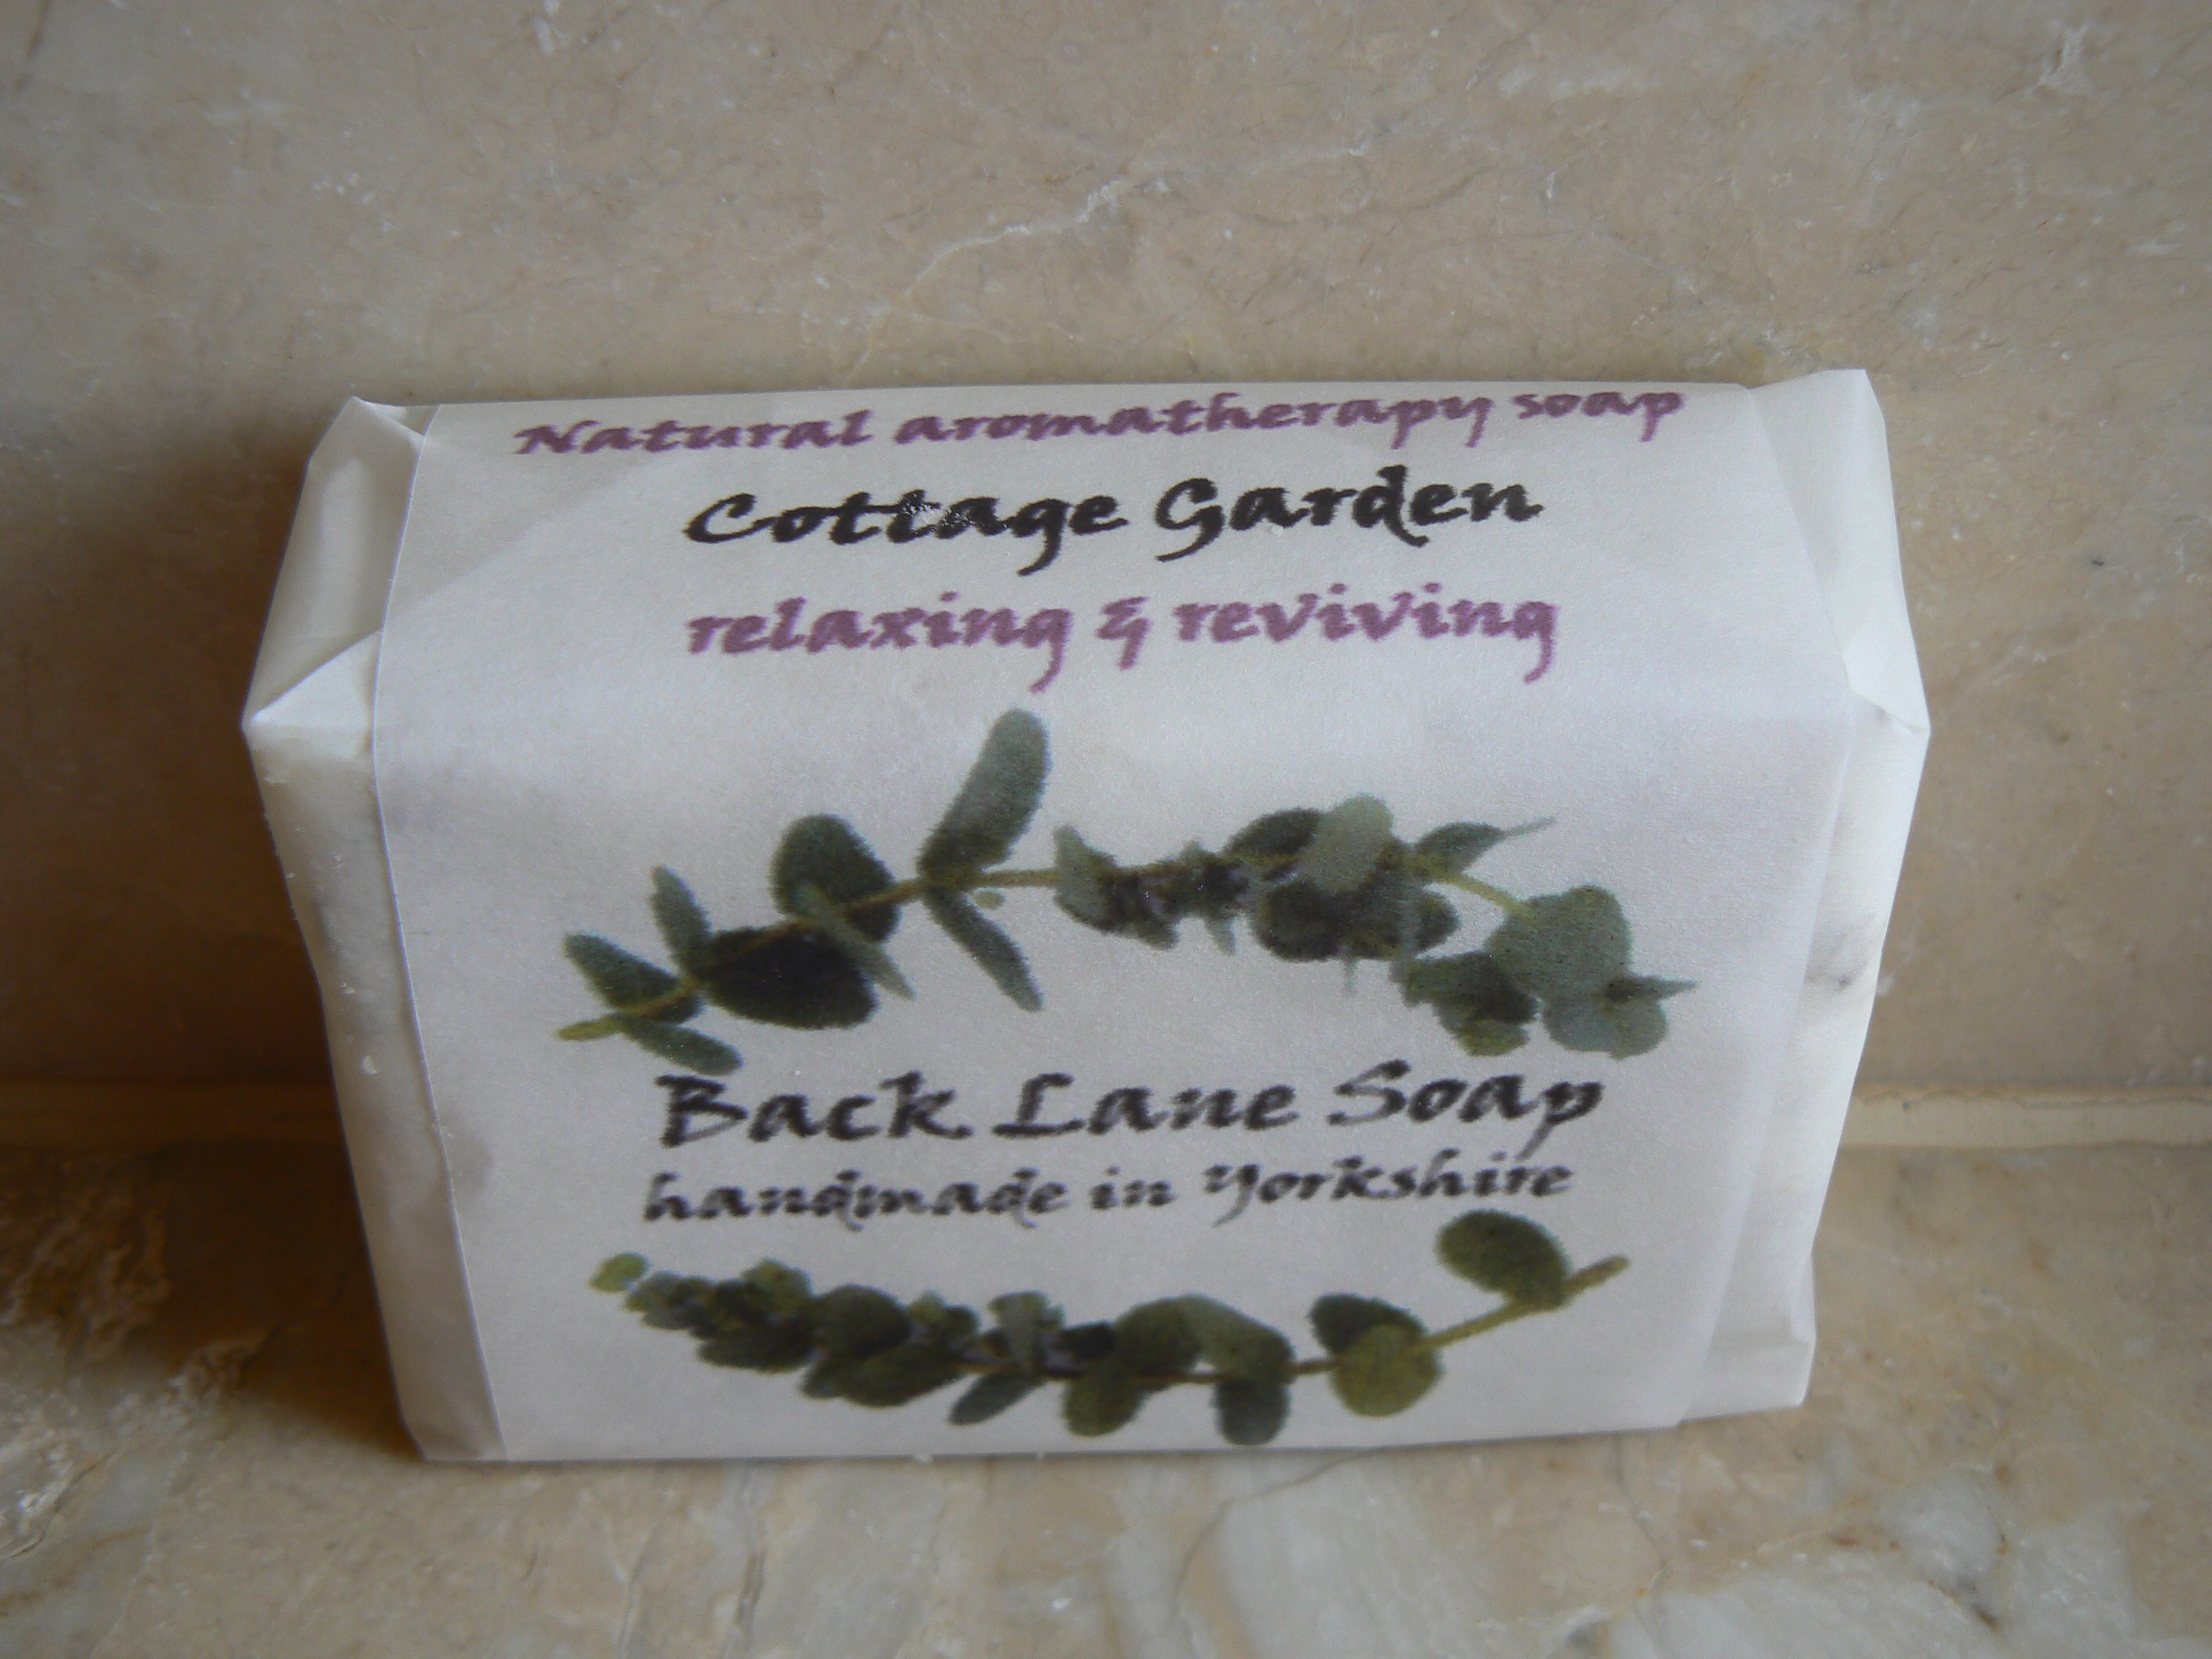 Natural aromatherapy soap
Cottage Garden
relaxing & reviving
Back Lane Soap
handmade in Yorkshire